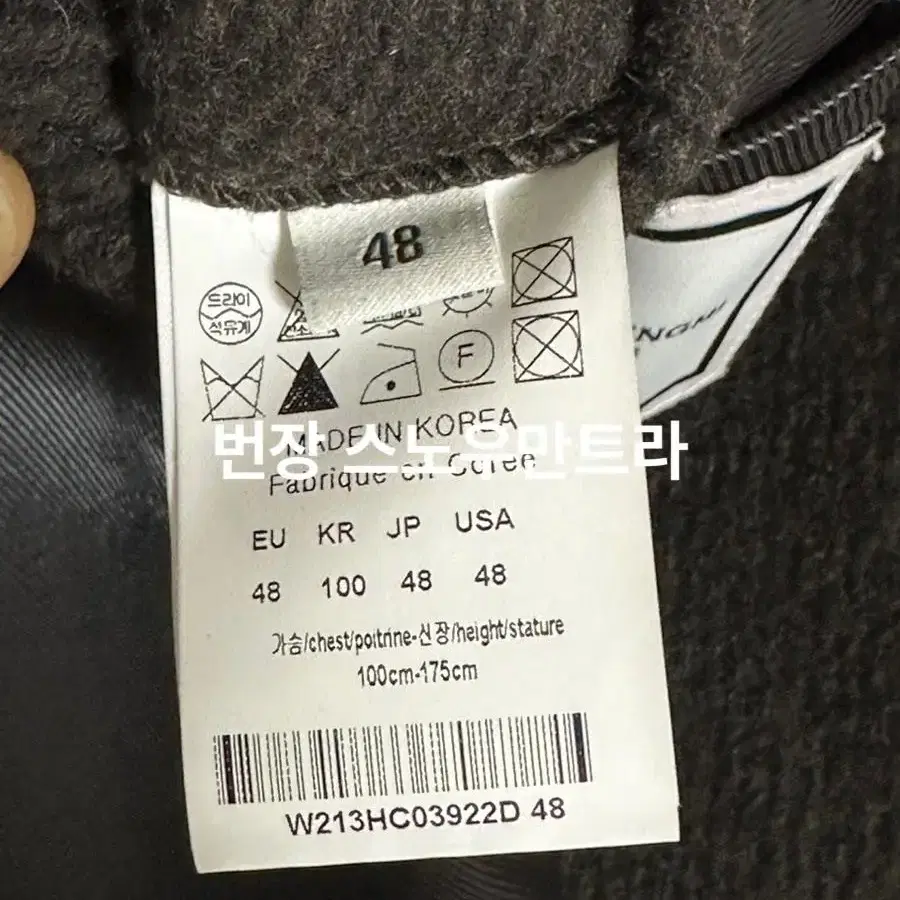 48
드라이
석유계
F
MADE IN KOREA
번장 스노우만트라
Fabrique en Coree
EU KR JP USA
48 100 48 48
가슴/chest/poitrine-신장/height/stature
100cm-175cm
W213HC03922D 48